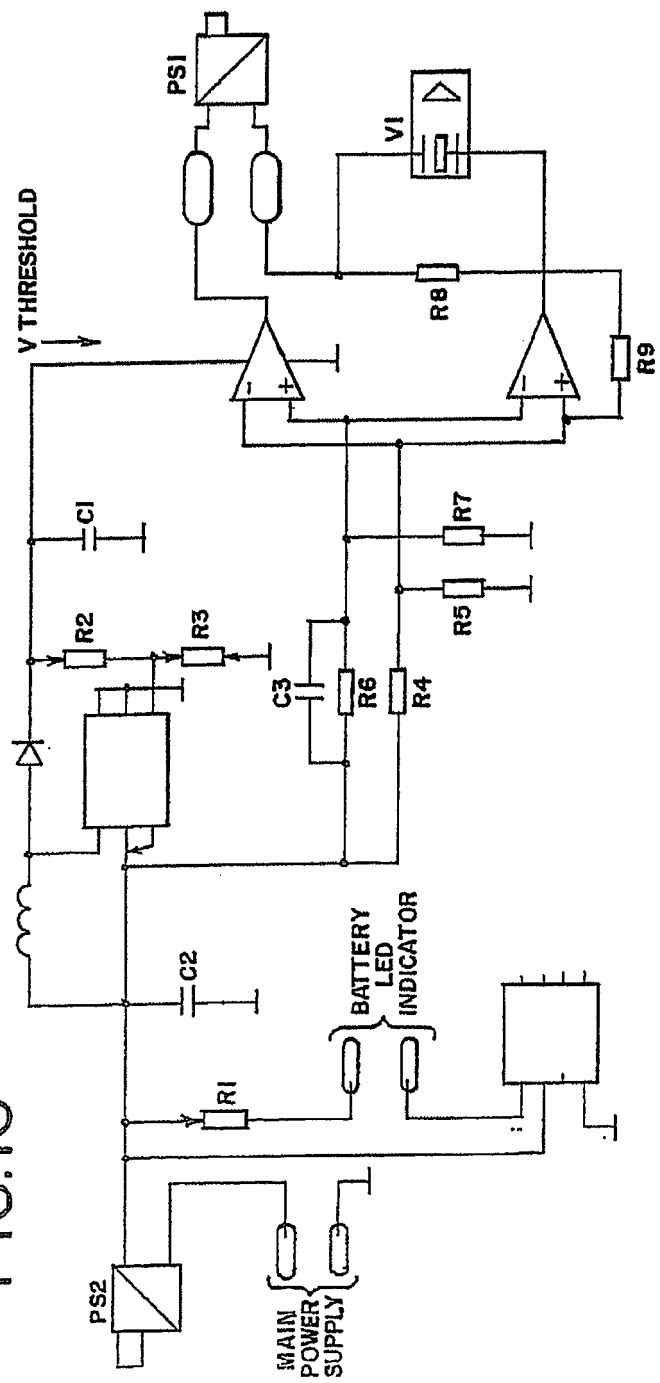 V THRESHOLD
PS1
V1
R8
R9
-
+
-
+
C1
R2
R3
R7
R5
C3
R6
R4
C2
BATTERY
LED
INDICATOR
R1
PS2
MAIN
POWER
SUPPLY